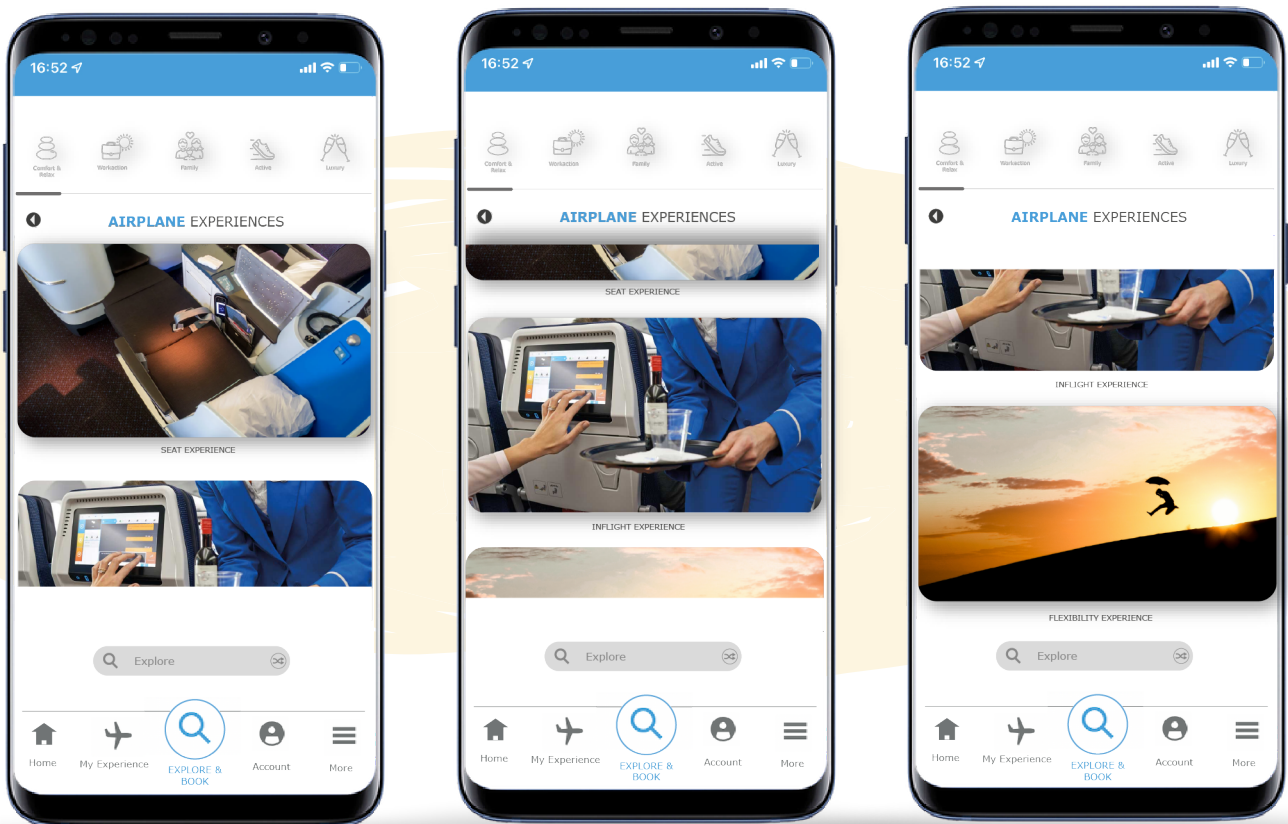 16:52
Comfort &
Relax
Workaction
Family
Active
Luxury
AIRPLANE EXPERIENCES
SEAT EXPERIENCE
Explore
Home
My Experience
EXPLORE &
BOOK
Account
More
16:52
Comfort &
Relax
Workaction
Family
Active
Luxury
AIRPLANE EXPERIENCES
SEAT EXPERIENCE
INFLIGHT EXPERIENCE
Explore
Home
My Experience
EXPLORE &
BOOK
Account
More
16:52
Comfort &
Relax
Workaction
Family
Active
Luxury
AIRPLANE EXPERIENCES
INFLIGHT EXPERIENCE
FLEXIBILITY EXPERIENCE
Explore
Home
My Experience
EXPLORE &
BOOK
Account
More